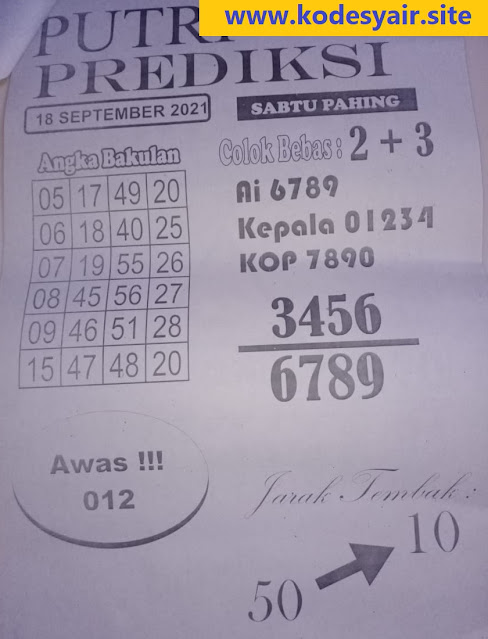 www.kodesyair.site
PUTRI
PREDIKSI
18 SEPTEMBER 2021
SABTU PAHING
Angka Bakulan
Colok Bebas : 2 + 3
05 17 49 20
06 18 40 25
07 19 55 26
08 45 56 27
09 46 51 28
15 47 48 20
Ai 6789
Kepala 01234
KOP 7890
3456
6789
Awas !!!
012
Jarak Tembak :
50
10